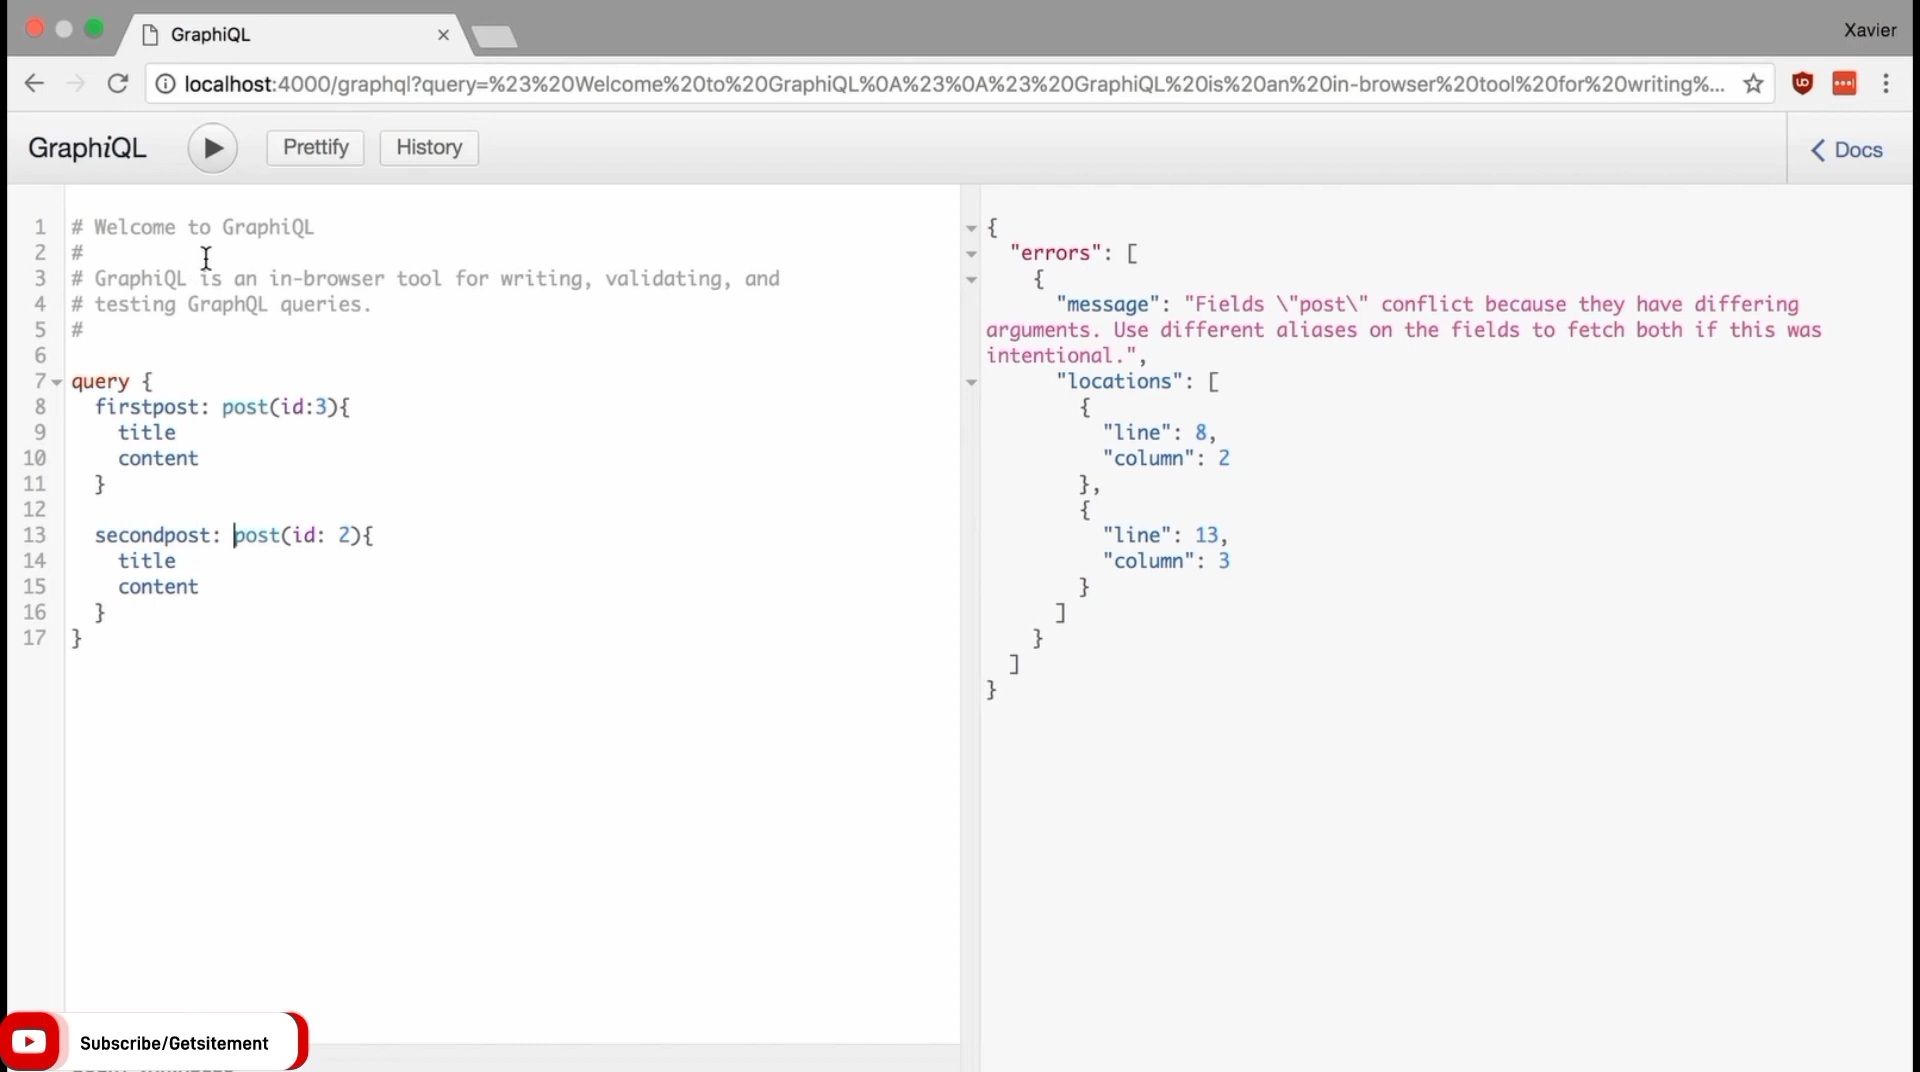 GraphiQL
Xavier
localhost:4000/graphql?query=%23%20Welcome%20to%20GraphiQL%0A%23%0A%23%20GraphiQL%20is%20an%20in-browser%20tool%20for%20writing%...
GraphiQL
Prettify
History
Docs
1 # Welcome to GraphiQL
2 #
3 # GraphiQL is an in-browser tool for writing, validating, and
4 # testing GraphQL queries.
5 #
6
7 query {
8 firstpost: post(id:3){
9 title
10 content
11 }
12
13 secondpost: post(id: 2){
14 title
15 content
16 }
17 }
{
"errors": [
{
"message": "Fields \"post\" conflict because they have differing
arguments. Use different aliases on the fields to fetch both if this was
intentional.",
"locations": [
{
"line": 8,
"column": 2
},
{
"line": 13,
"column": 3
}
]
}
]
}
Subscribe/Getsitement